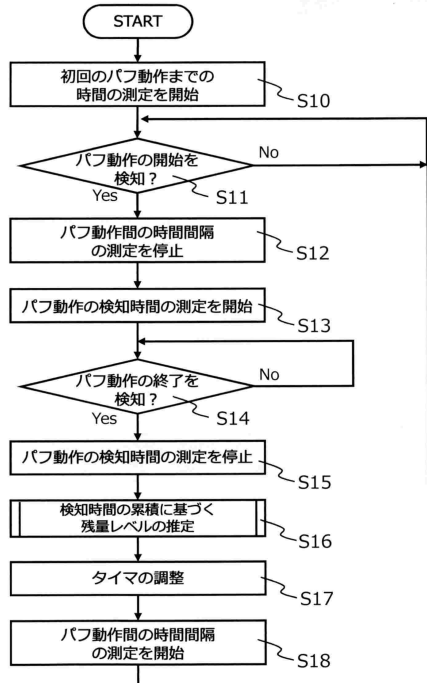 START
初回のパフ動作までの
時間の測定を開始
S10
パフ動作の開始を
検知？
No
Yes
S11
パフ動作間の時間間隔
の測定を停止
S12
パフ動作の検知時間の測定を開始
S13
パフ動作の終了を
検知？
No
Yes
S14
パフ動作の検知時間の測定を停止
S15
検知時間の累積に基づく
残量レベルの推定
S16
タイマの調整
S17
パフ動作間の時間間隔
の測定を開始
S18